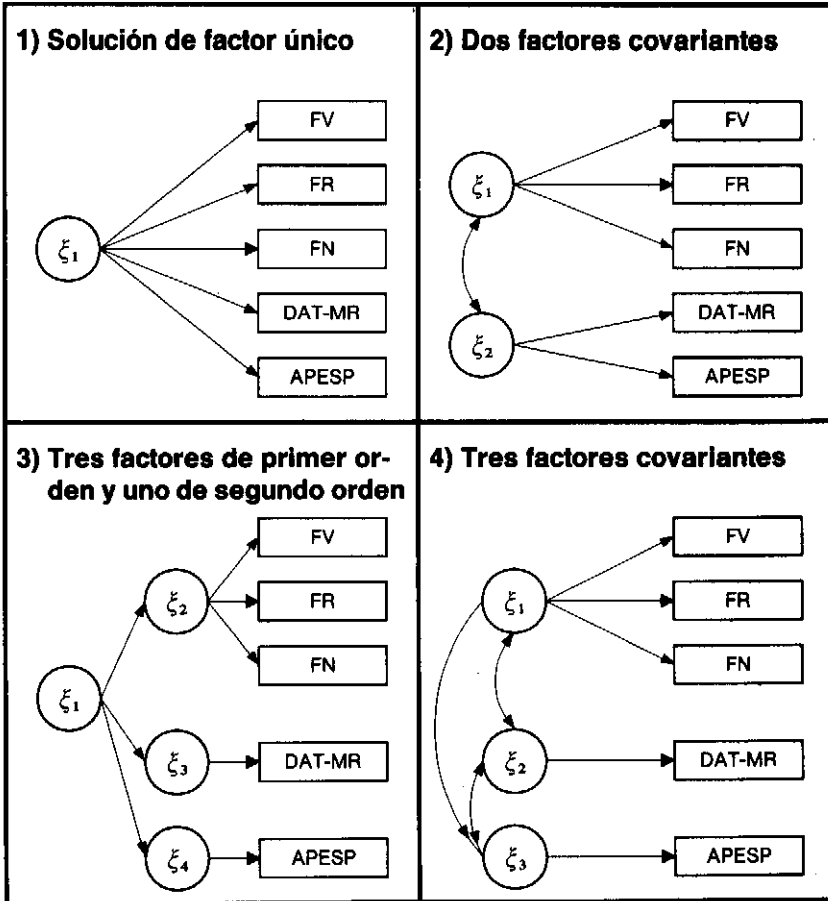 1) Solución de factor único
FV
FR
FN
DAT-MR
APESP
ξ1
2) Dos factores covariantes
FV
FR
FN
DAT-MR
APESP
ξ1
ξ2
3) Tres factores de primer or-
den y uno de segundo orden
FV
FR
FN
DAT-MR
APESP
ξ1
ξ2
ξ3
ξ4
4) Tres factores covariantes
FV
FR
FN
DAT-MR
APESP
ξ1
ξ2
ξ3